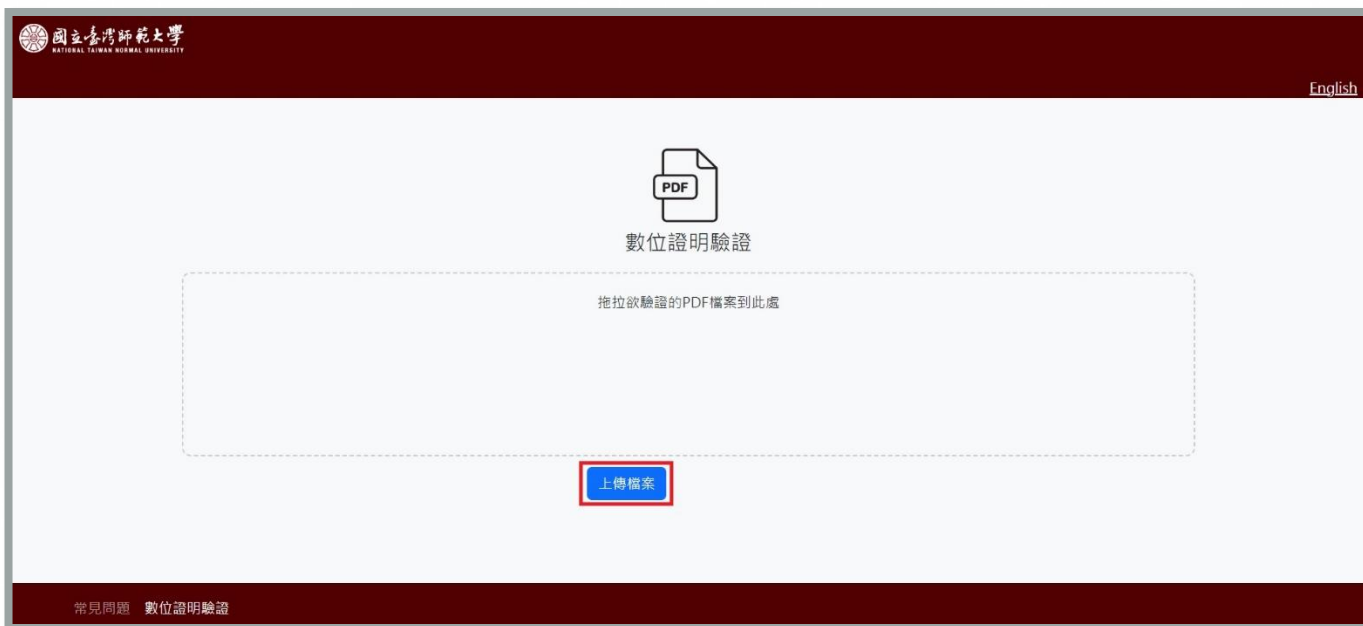 國立臺灣師範大學
NATIONAL TAIWAN NORMAL UNIVERSITY
English
PDF
數位證明驗證
拖拉欲驗證的PDF檔案到此處
上傳檔案
常見問題 數位證明驗證